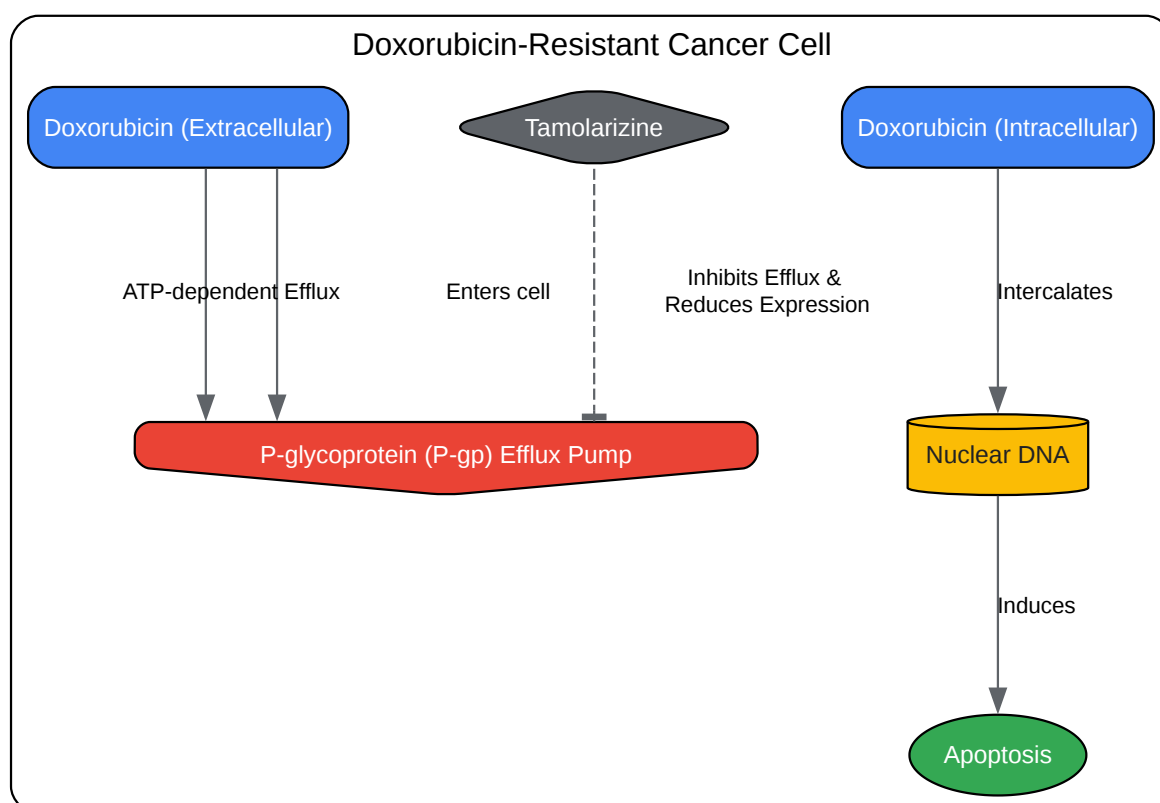 Doxorubicin-Resistant Cancer Cell
Doxorubicin (Extracellular)
Tamolarizine
Doxorubicin (Intracellular)
ATP-dependent Efflux
Enters cell
Inhibits Efflux &
Reduces Expression
Intercalates
P-glycoprotein (P-gp) Efflux Pump
Nuclear DNA
Induces
Apoptosis